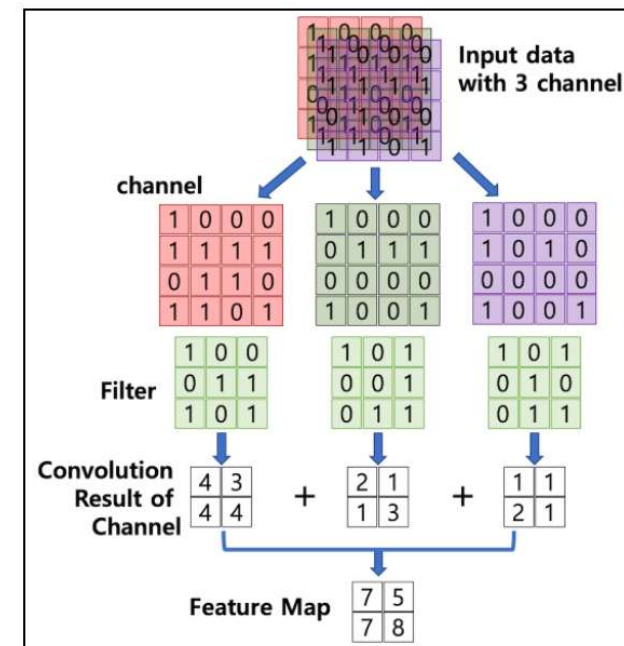 Input data
with 3 channel
channel
1 0 0 0 1 0 0 0 1 0 0 0
1 1 1 1 0 1 1 1 1 0 1 0
0 1 1 0 0 0 0 0 0 0 0 0
1 1 0 1 1 0 0 1 1 0 0 1
Filter
1 0 0 1 0 1 1 0 1
0 1 1 0 0 1 0 1 0
1 0 1 0 1 1 0 1 1
Convolution
Result of
Channel
4 3 + 2 1 + 1 1
4 4 1 3 2 1
Feature Map
7 5
7 8